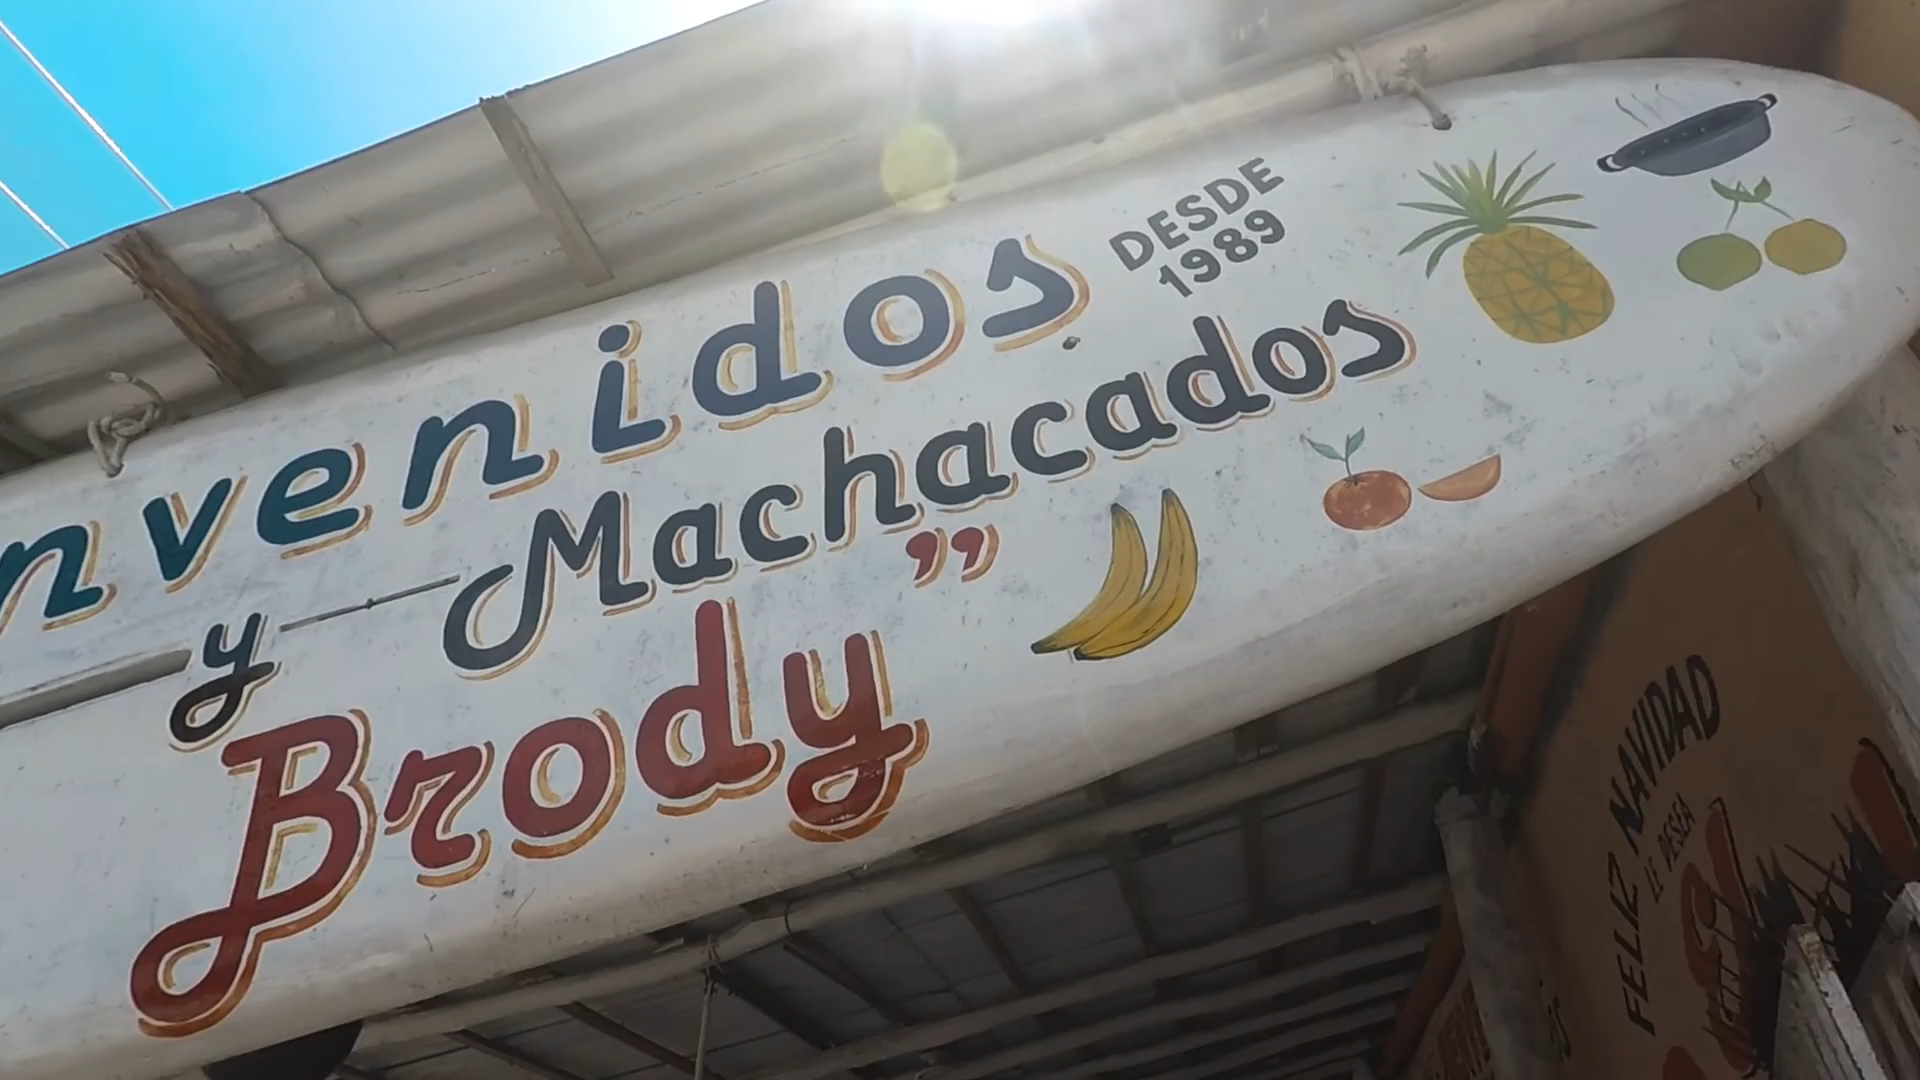 nvenidos
DESDE
1989
y Machacados
Brody”
FELIZ NAVIDAD
LE DESEA